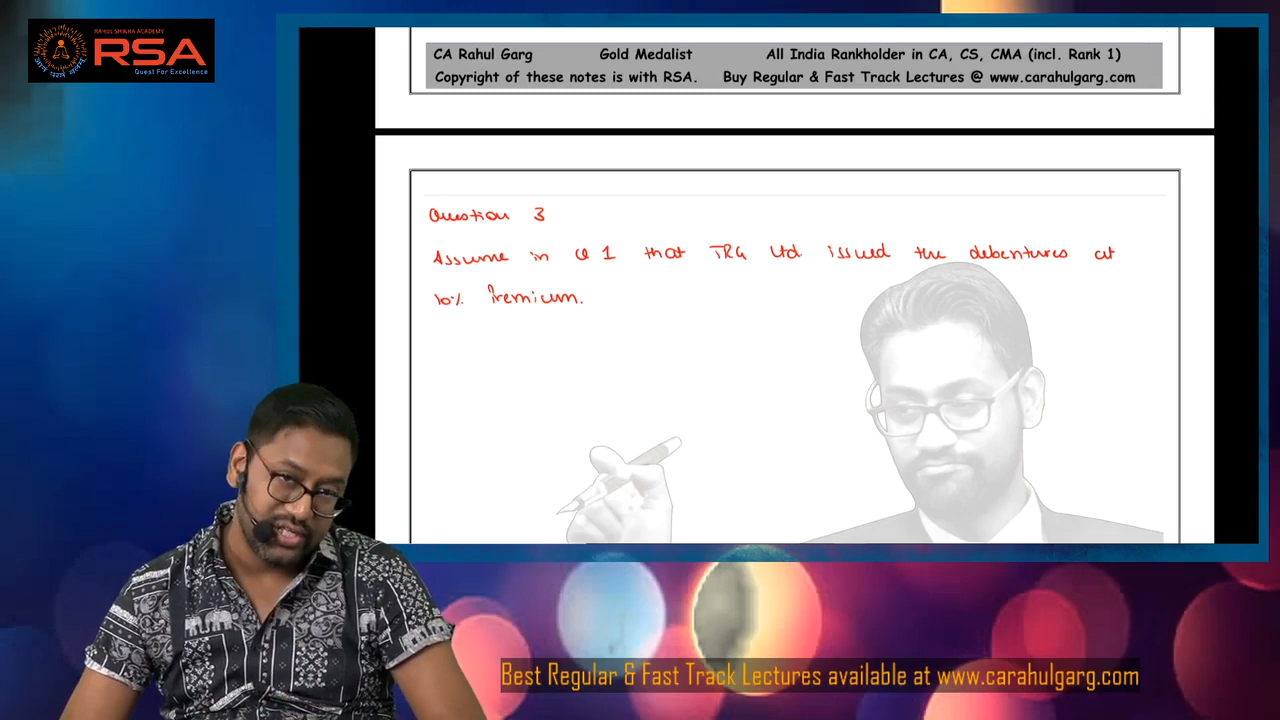 RAHUL SHIKHA ACADEMY
RSA
Quest For Excellence
CA Rahul Garg Gold Medalist All India Rankholder in CA, CS, CMA (incl. Rank 1)
Copyright of these notes is with RSA. Buy Regular & Fast Track Lectures @ www.carahulgarg.com
Question 3
Assume in Q 1 that TRG Ltd. issued the debentures at
10% Premium.
Best Regular & Fast Track Lectures available at www.carahulgarg.com